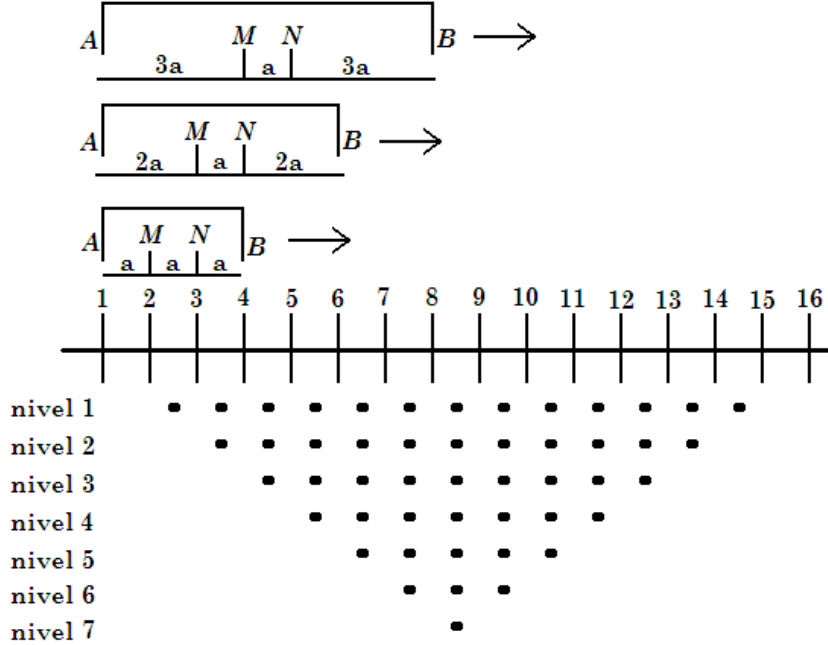 M N
A B
3a a 3a
M N
A B
2a a 2a
M N
A B
a a a
1 2 3 4 5 6 7 8 9 10 11 12 13 14 15 16
nivel 1
nivel 2
nivel 3
nivel 4
nivel 5
nivel 6
nivel 7